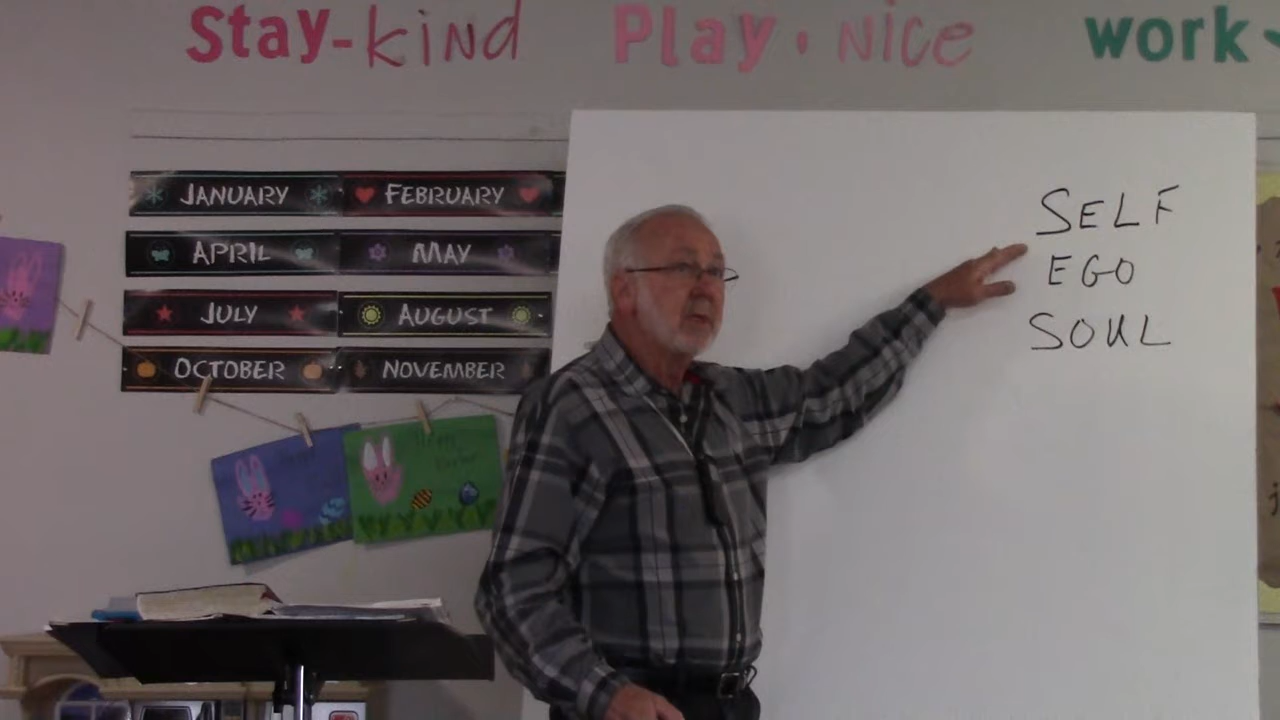 Stay-kind Play · nice work
JANUARY FEBRUARY
APRIL MAY
JULY AUGUST
OCTOBER NOVEMBER
SELF
EGO
SOUL